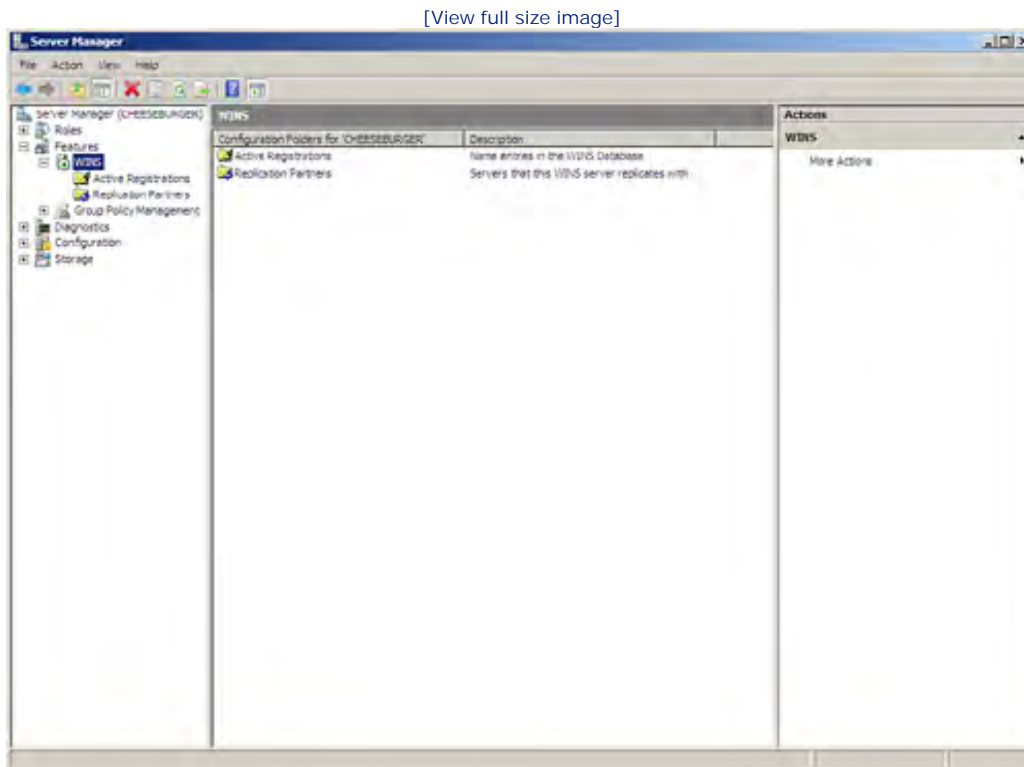 [View full size image]
Server Manager
File Action View Help
Server Manager (CHEESEBURGER)
Roles
Features
WINS
Active Registrations
Replication Partners
Group Policy Management
Diagnostics
Configuration
Storage
WINS
Configuration Folders for 'CHEESEBURGER' Description
Active Registrations Name entries in the WINS Database
Replication Partners Servers that this WINS server replicates with
Actions
WINS
More Actions